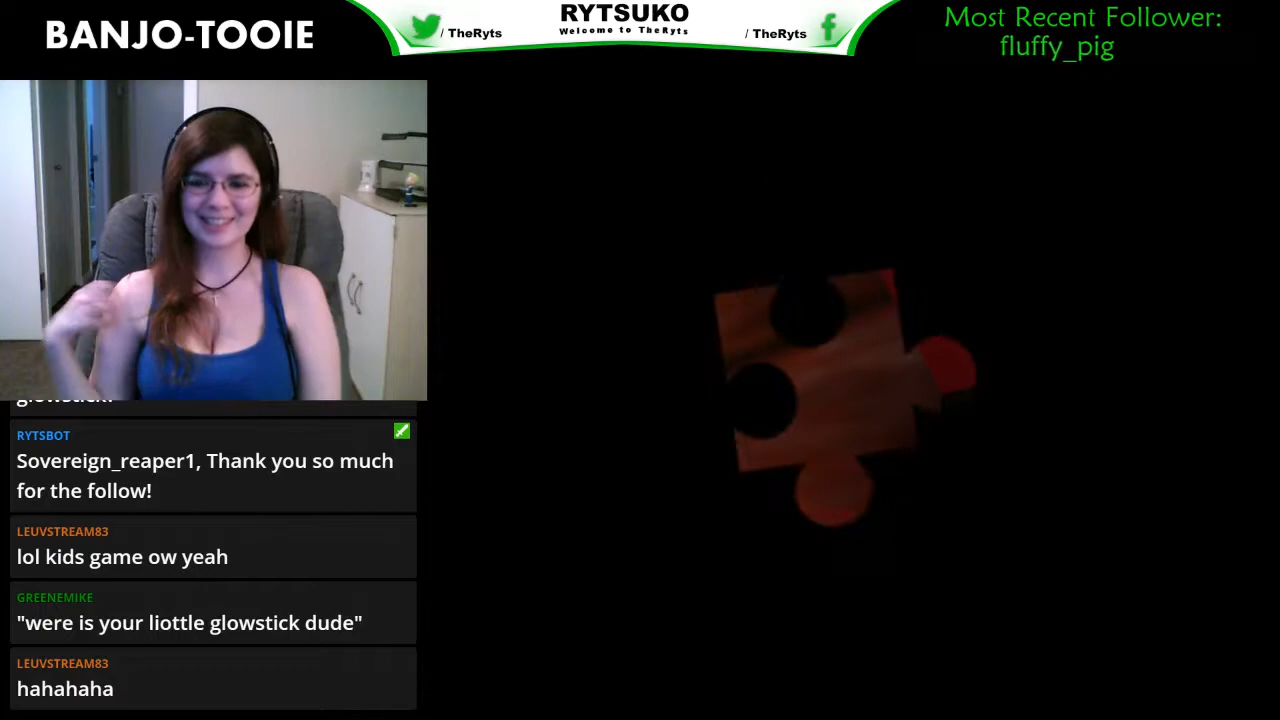 BANJO-TOOIE
RYTSUKO
Welcome to TheRyts
/ TheRyts
/ TheRyts
Most Recent Follower:
fluffy_pig
glowstick!
RYTSBOT
Sovereign_reaper1, Thank you so much
for the follow!
LEUVSTREAM83
lol kids game ow yeah
GREENEMIKE
"were is your liottle glowstick dude"
LEUVSTREAM83
hahahaha